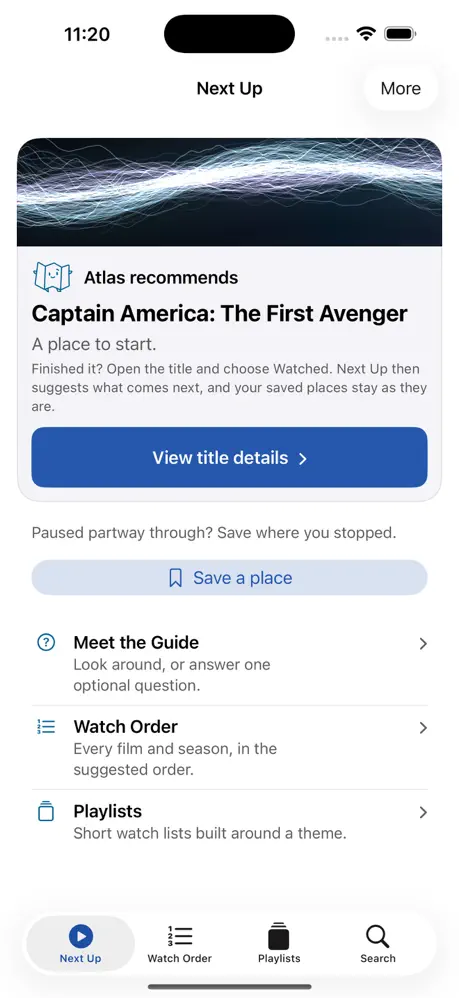 11:20
Next Up
More
Atlas recommends
Captain America: The First Avenger
A place to start.
Finished it? Open the title and choose Watched. Next Up then
suggests what comes next, and your saved places stay as they
are.
View title details
Paused partway through? Save where you stopped.
Save a place
Meet the Guide
Look around, or answer one
optional question.
Watch Order
Every film and season, in the
suggested order.
Playlists
Short watch lists built around a theme.
Next Up
Watch Order
Playlists
Search